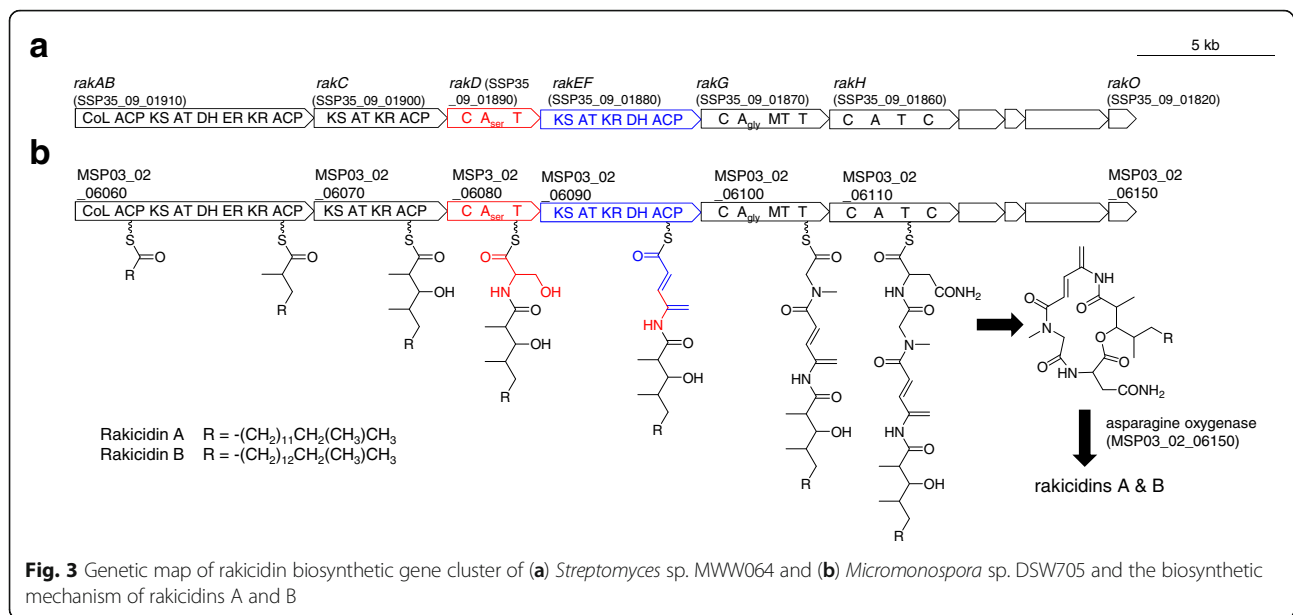 a
5 kb
rakAB
(SSP35_09_01910)
rakC
(SSP35_09_01900)
rakD (SSP35
_09_01890)
rakEF
(SSP35_09_01880)
rakG
(SSP35_09_01870)
rakH
(SSP35_09_01860)
rakO
(SSP35_09_01820)
CoL ACP KS AT DH ER KR ACP
KS AT KR ACP
C Aser T
KS AT KR DH ACP
C Agly MT T
C A T C
b
MSP03_02
_06060
MSP03_02
_06070
MSP3_02
_06080
MSP03_02
_06090
MSP03_02
_06100
MSP03_02
_06110
MSP03_02
_06150
CoL ACP KS AT DH ER KR ACP
KS AT KR ACP
C Aser T
KS AT KR DH ACP
C Agly MT T
C A T C
S
O
R
S
O
R
S
O
OH
R
S
O
OH
HN
O
OH
R
S
O
HN
O
OH
R
S
O
N
O
HN
O
OH
R
S
O
O
NH2
HN
O
N
O
HN
O
OH
R
O
NH
O
N
O
O
O
N
H
O
NH2
R
asparagine oxygenase
(MSP03_02_06150)
rakicidins A & B
Rakicidin A R = -(CH2)11CH2(CH3)CH3
Rakicidin B R = -(CH2)12CH2(CH3)CH3
Fig. 3 Genetic map of rakicidin biosynthetic gene cluster of (a) Streptomyces sp. MWW064 and (b) Micromonospora sp. DSW705 and the biosynthetic
mechanism of rakicidins A and B